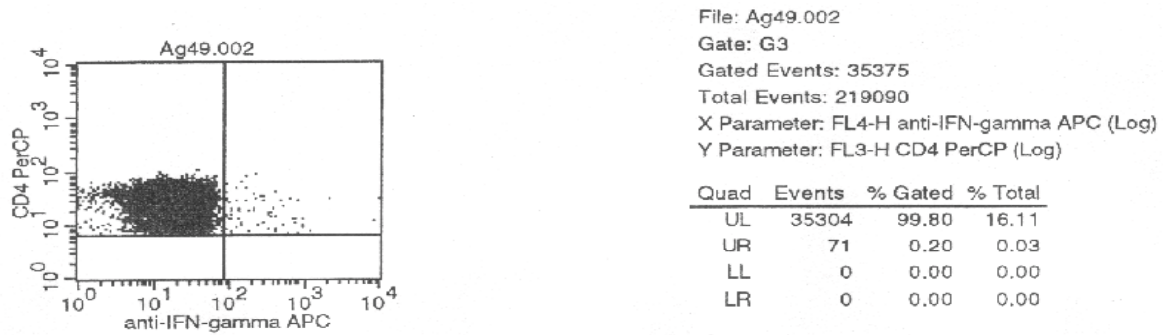 Ag49.002
10^4
10^3
10^2
10^1
10^0
CD4 PerCP
10^0 10^1 10^2 10^3 10^4
anti-IFN-gamma APC
File: Ag49.002
Gate: G3
Gated Events: 35375
Total Events: 219090
X Parameter: FL4-H anti-IFN-gamma APC (Log)
Y Parameter: FL3-H CD4 PerCP (Log)
Quad Events % Gated % Total
UL 35304 99.80 16.11
UR 71 0.20 0.03
LL 0 0.00 0.00
LR 0 0.00 0.00